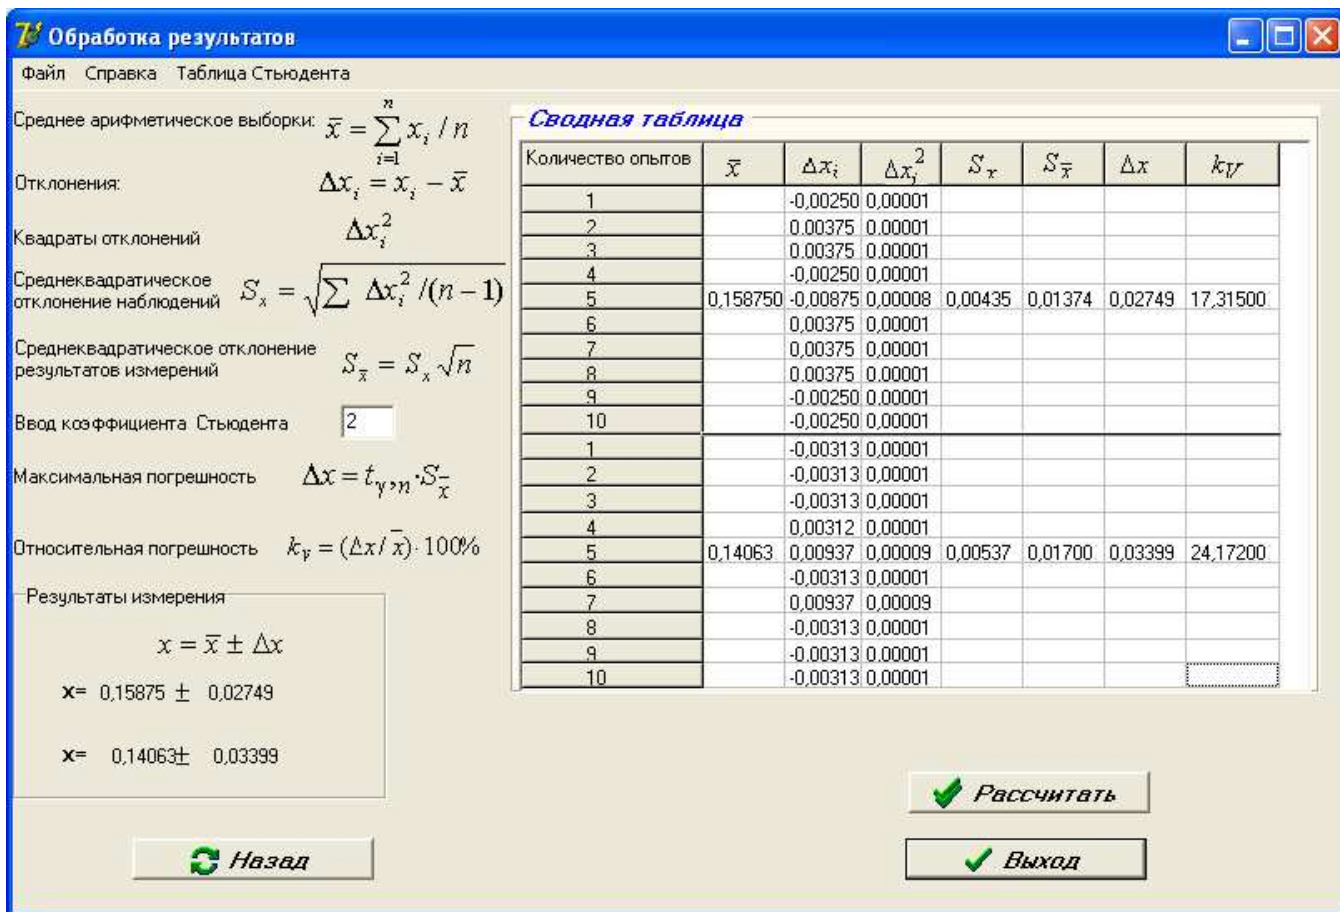 Обработка результатов
Файл Справка Таблица Стьюдента
Среднее арифметическое выборки: x̄ = ∑ᵢ₌₁ⁿ xᵢ / n
Отклонения: Δxᵢ = xᵢ − x̄
Квадраты отклонений Δxᵢ²
Среднеквадратическое
отклонение наблюдений Sₓ = √(∑ Δxᵢ² /(n − 1))
Среднеквадратическое отклонение
результатов измерений Sx̄ = Sₓ √n
Ввод коэффициента Стьюдента 2
Максимальная погрешность Δx = tγ,n·Sx̄
Относительная погрешность kγ = (Δx/ x̄)· 100%
Результаты измерения
x = x̄ ± Δx
x= 0,15875 ± 0,02749
x= 0,14063± 0,03399
Назад
Сводная таблица
Количество опытов x̄ Δxᵢ Δxᵢ² Sₓ Sx̄ Δx kV
1 -0,00250 0,00001
2 0,00375 0,00001
3 0,00375 0,00001
4 -0,00250 0,00001
5 0,158750 -0,00875 0,00008 0,00435 0,01374 0,02749 17,31500
6 0,00375 0,00001
7 0,00375 0,00001
8 0,00375 0,00001
9 -0,00250 0,00001
10 -0,00250 0,00001
1 -0,00313 0,00001
2 -0,00313 0,00001
3 -0,00313 0,00001
4 0,00312 0,00001
5 0,14063 0,00937 0,00009 0,00537 0,01700 0,03399 24,17200
6 -0,00313 0,00001
7 0,00937 0,00009
8 -0,00313 0,00001
9 -0,00313 0,00001
10 -0,00313 0,00001
Рассчитать
Выход